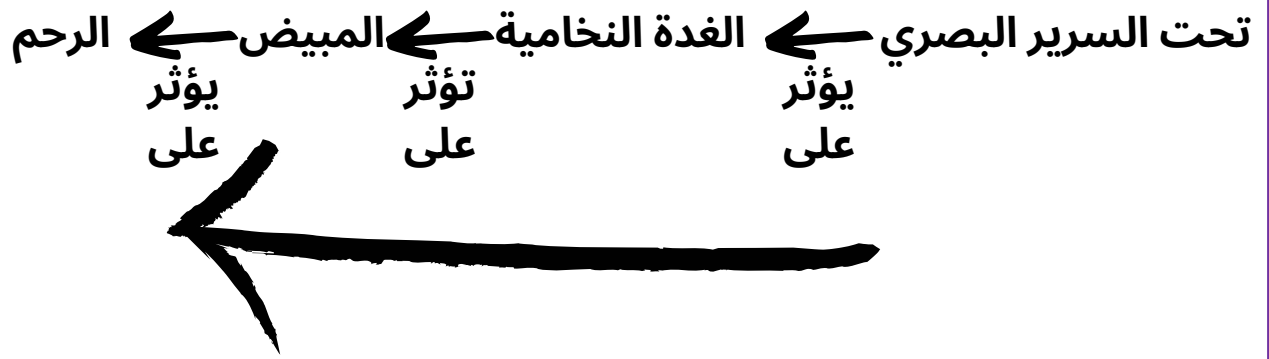 تحت السرير البصري الغدة النخامية المبيض الرحم
يؤثر تؤثر يؤثر
على على على